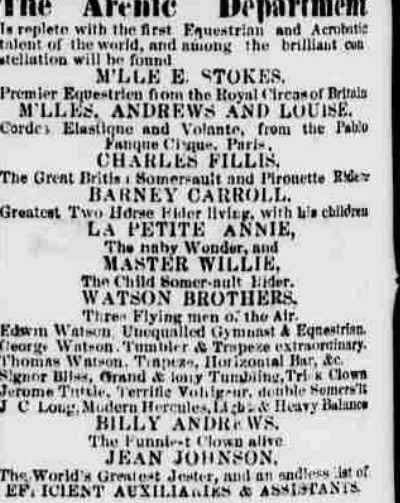 The Arenic Department
Is replete with the first Equestrian and Acrobatic
talent of the world, and among the brilliant con
stellation will be found
M'LLE E. STOKES,
Premier Equestrien from the Royal Circus of Britain
M'LLES, ANDREWS AND LOUISE,
Cordes Elastique and Volante, from the Pablo
Fanque Cirque, Paris,
CHARLES FILLIS,
The Great British Somersault and Pirouette Rider
BARNEY CARROLL,
Greatest Two Horse Rider living, with his children
LA PETITE ANNIE,
The baby Wonder, and
MASTER WILLIE,
The Child Somersault Rider.
WATSON BROTHERS,
Three Flying men of the Air.
Edwin Watson, Unequalled Gymnast & Equestrian.
George Watson, Tumbler & Trapeze extraordinary.
Thomas Watson, Trapeze, Horizontal Bar, &c.
Signor Bliss, Grand & lofty Tumbling, Trick Clown
Jerome Tuttle, Terrific Voltigeur, double Somers'lt
J C Long, Modern Hercules, Light & Heavy Balance
BILLY ANDREWS,
The Funniest Clown alive
JEAN JOHNSON,
The World's Greatest Jester, and an endless list of
EFFICIENT AUXILIARIES & ASSISTANTS.